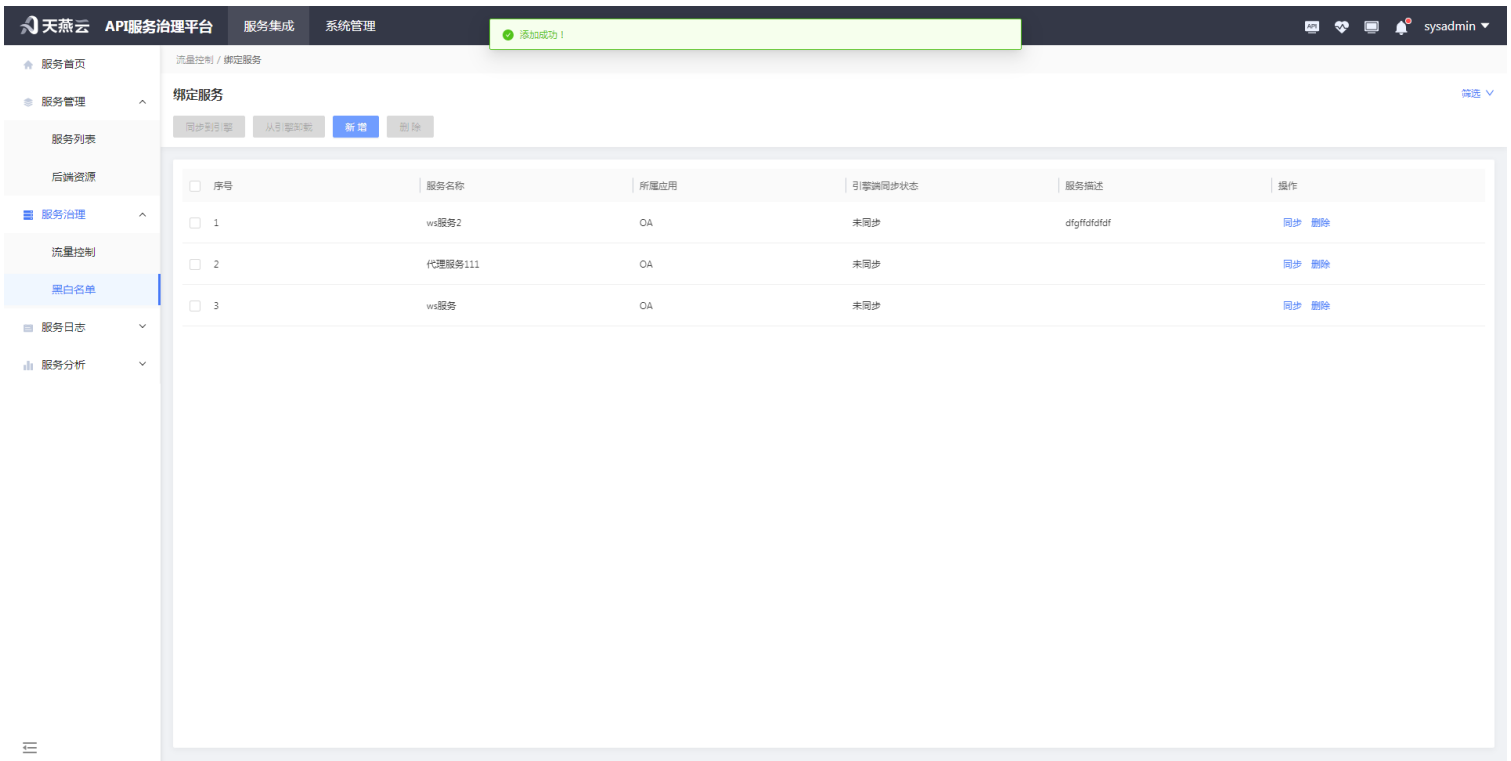 天燕云 API服务治理平台 服务集成 系统管理 添加成功！ API sysadmin
服务首页
服务管理
服务列表
后端资源
服务治理
流量控制
黑白名单
服务日志
服务分析
流量控制 / 绑定服务
绑定服务 筛选
同步到引擎 从引擎卸载 新增 删除
序号 服务名称 所属应用 引擎端同步状态 服务描述 操作
1 ws服务2 OA 未同步 dfgffdfdfdf 同步 删除
2 代理服务111 OA 未同步 同步 删除
3 ws服务 OA 未同步 同步 删除